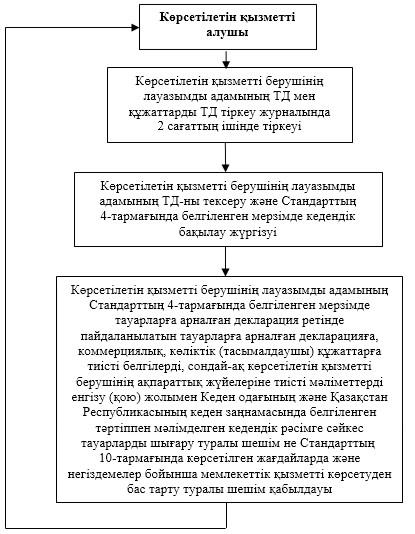 Көрсетілетін қызметті
алушы
Көрсетілетін қызметті берушінің
лауазымды адамының ТД мен
құжаттарды ТД тіркеу журналында
2 сағаттың ішінде тіркеуі
Көрсетілетін қызметті берушінің лауазымды
адамының ТД-ны тексеру және Стандарттың
4-тармағында белгіленген мерзімде кедендік
бақылау жүргізуі
Көрсетілетін қызметті берушінің лауазымды адамының
Стандарттың 4-тармағында белгіленген мерзімде
тауарларға арналған декларация ретінде
пайдаланылатын тауарларға арналған декларацияға,
коммерциялық, көліктік (тасымалдаушы) құжаттарға
тиісті белгілерді, сондай-ақ көрсетілетін қызметті
берушінің ақпараттық жүйелеріне тиісті мәліметтерді
енгізу (қою) жолымен Кеден одағының және Қазақстан
Республикасының кеден заңнамасында белгіленген
тәртіппен мәлімделген кедендік рәсімге сәйкес
тауарларды шығару туралы шешім не Стандарттың
10-тармағында көрсетілген жағдайларда және
негіздемелер бойынша мемлекеттік қызметті көрсетуден
бас тарту туралы шешім қабылдауы